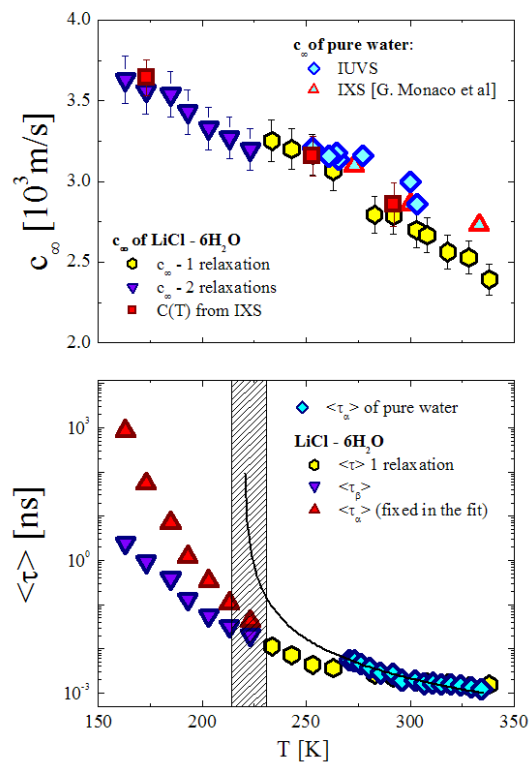 4.0
3.5
3.0
2.5
2.0
c∞ [10³ m/s]
c∞ of pure water:
IUVS
IXS [G. Monaco et al]
c∞ of LiCl - 6H₂O
c∞ - 1 relaxation
c∞ - 2 relaxations
C(T) from IXS
10³
10⁰
10⁻³
<τ> [ns]
<τα> of pure water
LiCl - 6H₂O
<τ> 1 relaxation
<τβ>
<τα> (fixed in the fit)
150 200 250 300 350
T [K]